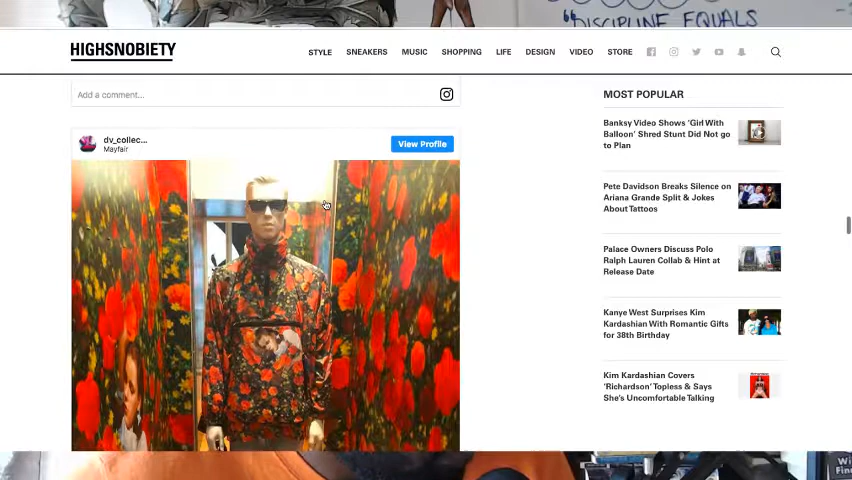 "DISCIPLINE EQUALS
HIGHSNOBIETY
STYLE SNEAKERS MUSIC SHOPPING LIFE DESIGN VIDEO STORE
Add a comment...
dv_collec...
Mayfair
View Profile
MOST POPULAR
Banksy Video Shows 'Girl With
Balloon' Shred Stunt Did Not go
to Plan
Pete Davidson Breaks Silence on
Ariana Grande Split & Jokes
About Tattoos
Palace Owners Discuss Polo
Ralph Lauren Collab & Hint at
Release Date
Kanye West Surprises Kim
Kardashian With Romantic Gifts
for 38th Birthday
Kim Kardashian Covers
'Richardson' Topless & Says
She's Uncomfortable Talking